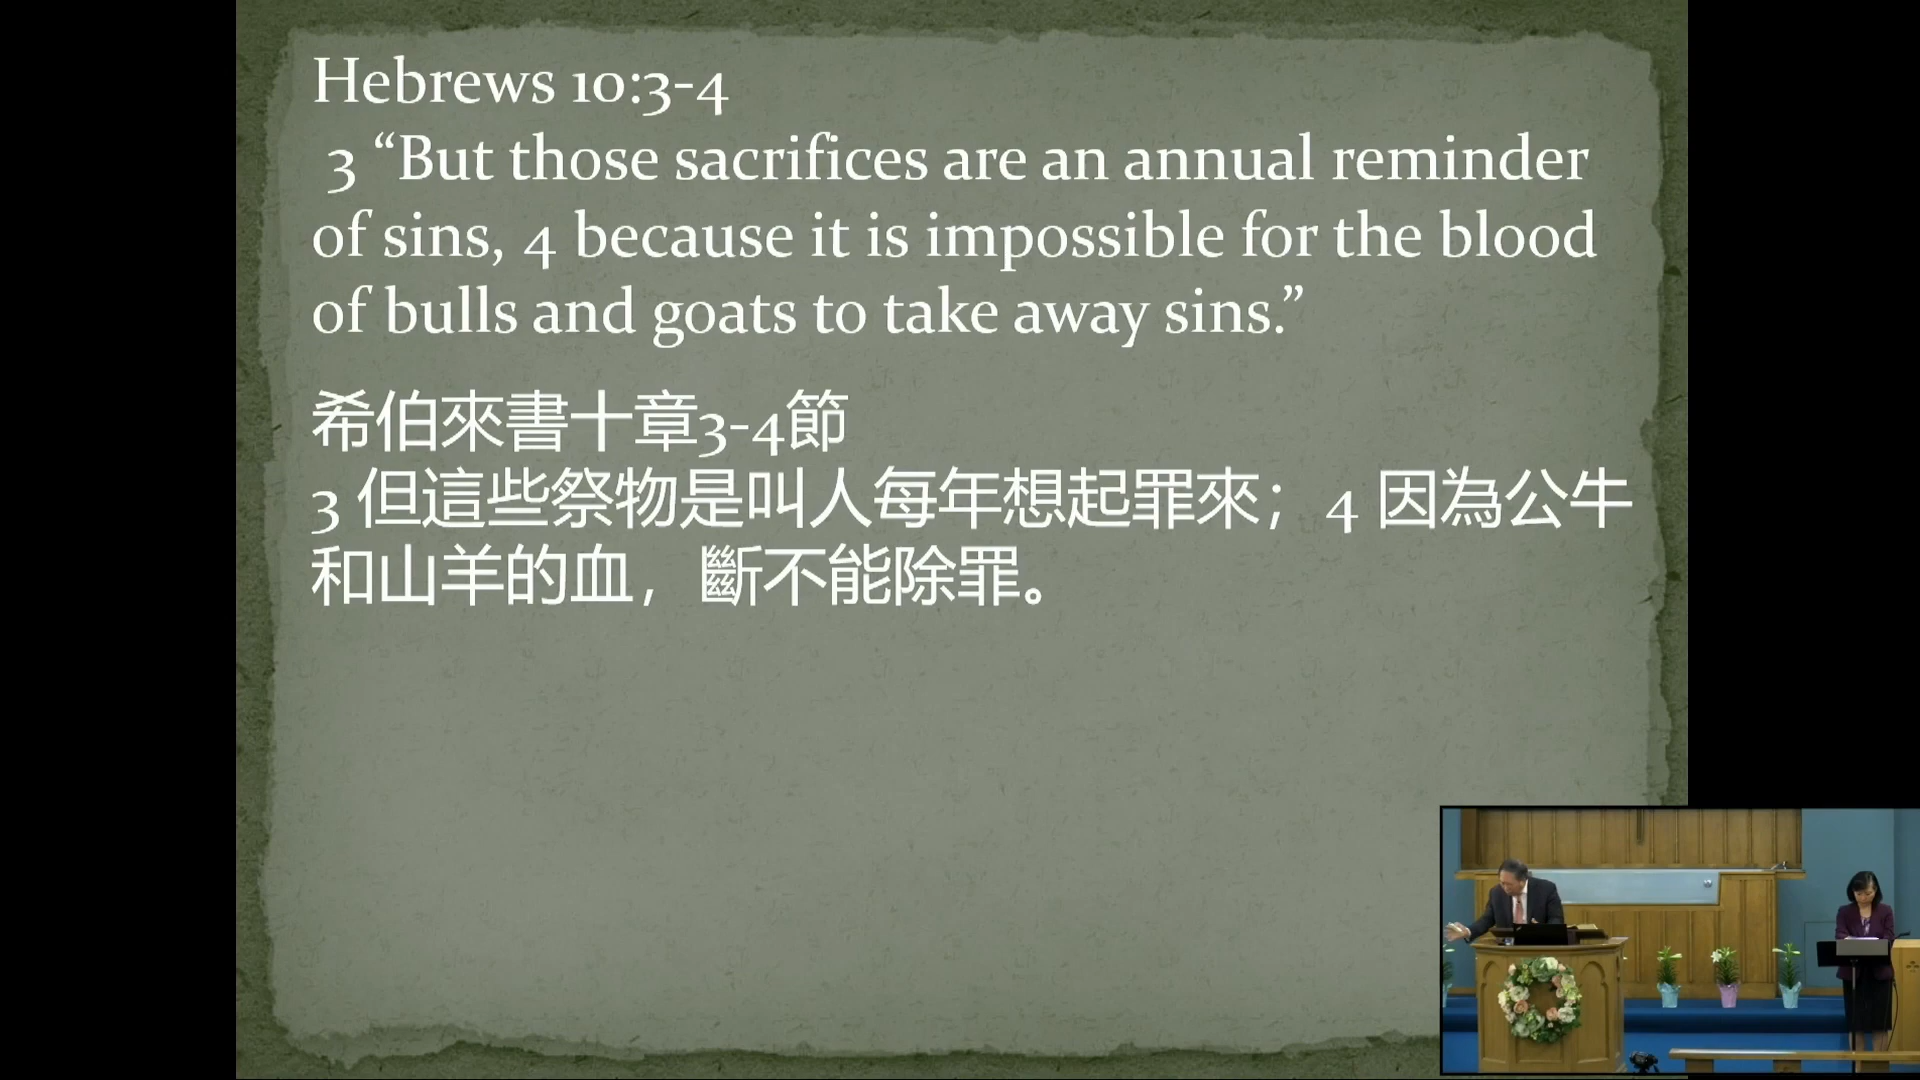 Hebrews 10:3-4
3 “But those sacrifices are an annual reminder
of sins, 4 because it is impossible for the blood
of bulls and goats to take away sins.”
希伯來書十章3-4節
3 但這些祭物是叫人每年想起罪來；4 因為公牛
和山羊的血，斷不能除罪。